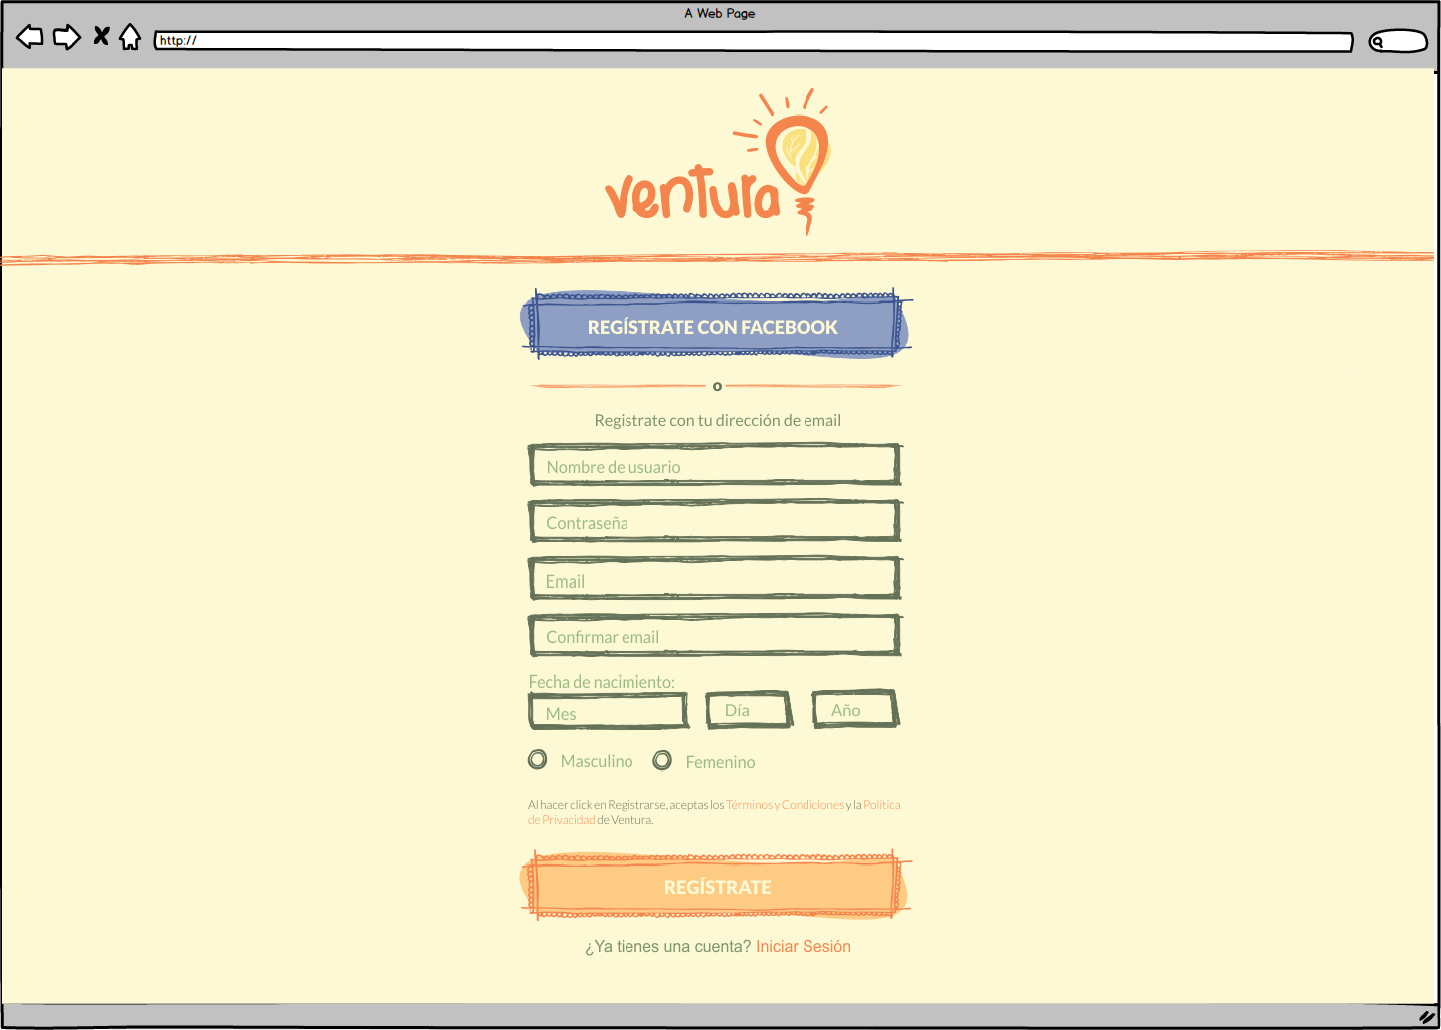 A Web Page
http://
ventura
REGÍSTRATE CON FACEBOOK
o
Registrate con tu dirección de email
Nombre de usuario
Contraseña
Email
Confirmar email
Fecha de nacimiento:
Mes Día Año
Masculino Femenino
Al hacer click en Registrarse, aceptas los Términos y Condiciones y la Política
de Privacidad de Ventura.
REGÍSTRATE
¿Ya tienes una cuenta? Iniciar Sesión